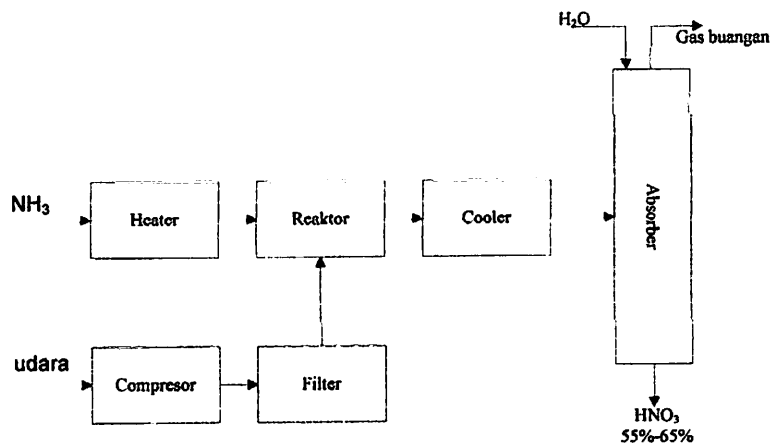 H₂O
Gas buangan
NH₃
Heater
Reaktor
Cooler
Absorber
udara
Compresor
Filter
HNO₃
55%-65%